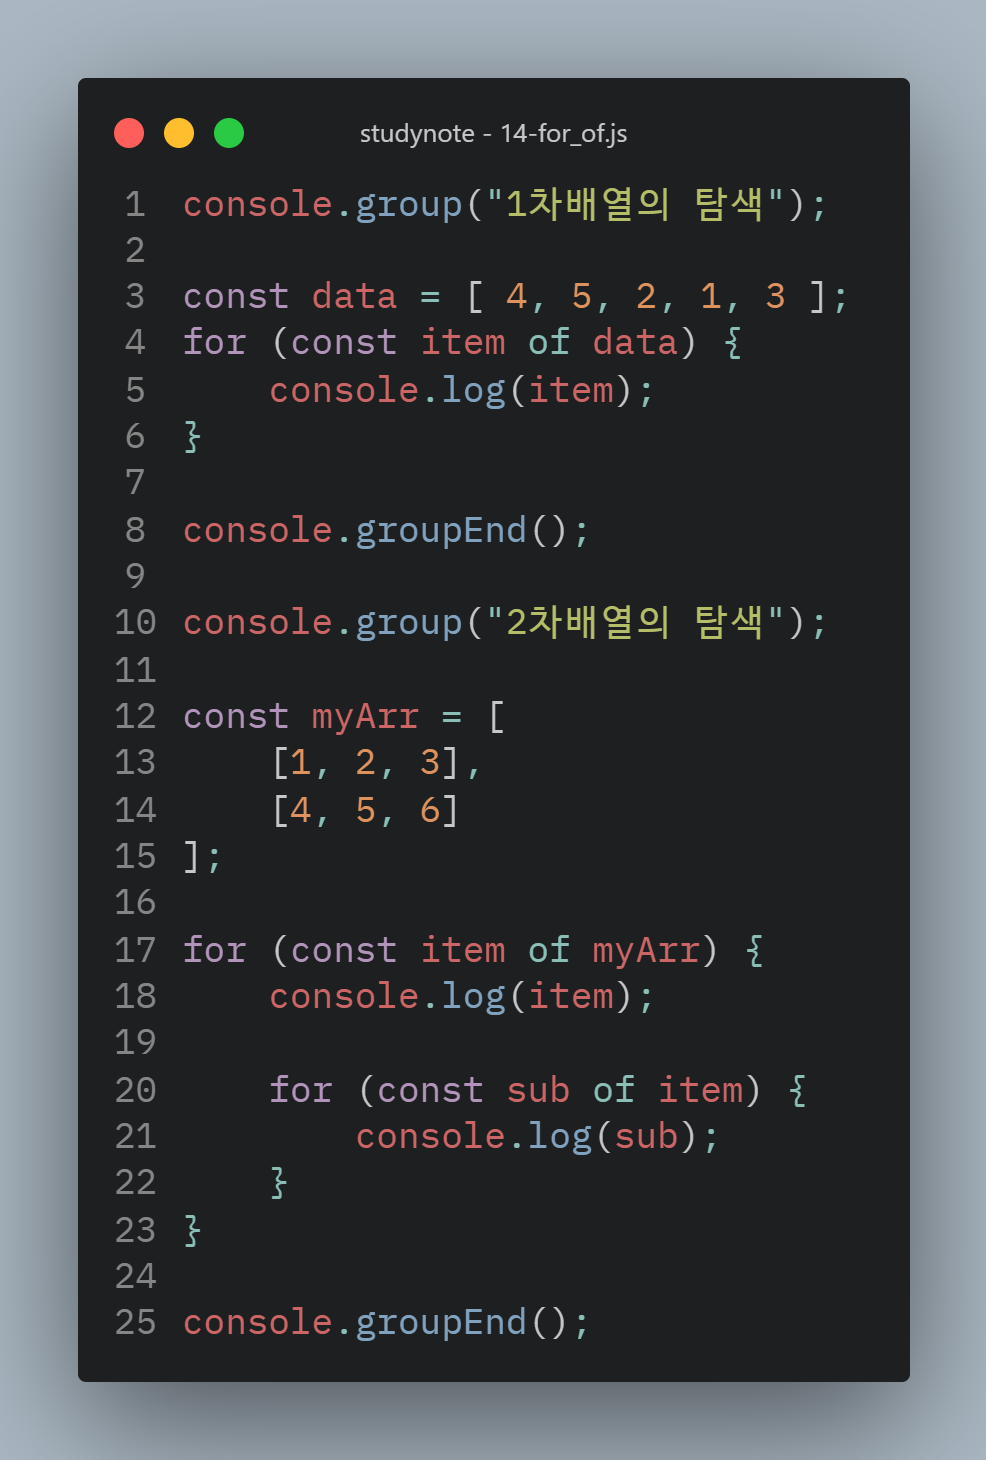 studynote - 14-for_of.js
1 console.group("1차배열의 탐색");
2
3 const data = [ 4, 5, 2, 1, 3 ];
4 for (const item of data) {
5     console.log(item);
6 }
7
8 console.groupEnd();
9
10 console.group("2차배열의 탐색");
11
12 const myArr = [
13     [1, 2, 3],
14     [4, 5, 6]
15 ];
16
17 for (const item of myArr) {
18     console.log(item);
19
20     for (const sub of item) {
21         console.log(sub);
22     }
23 }
24
25 console.groupEnd();